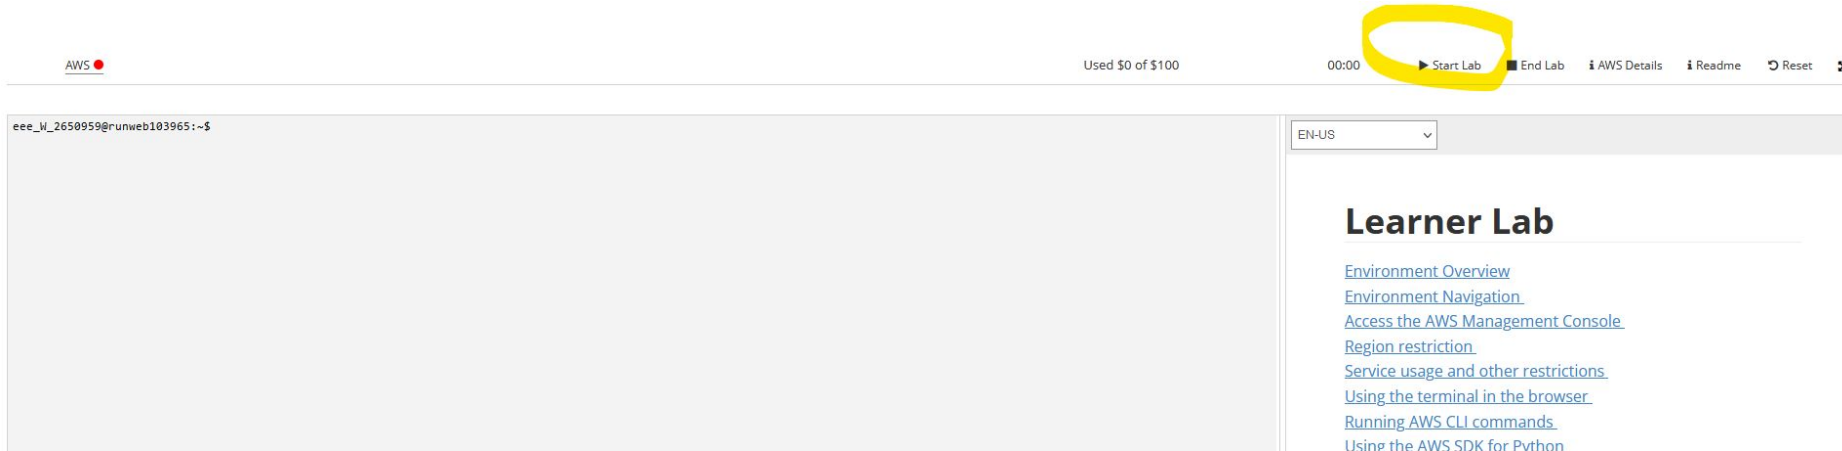 AWS Used $0 of $100 00:00 Start Lab End Lab AWS Details Readme Reset
eee_W_2650959@runweb103965:~$
EN-US
Learner Lab
Environment Overview
Environment Navigation
Access the AWS Management Console
Region restriction
Service usage and other restrictions
Using the terminal in the browser
Running AWS CLI commands
Using the AWS SDK for Python